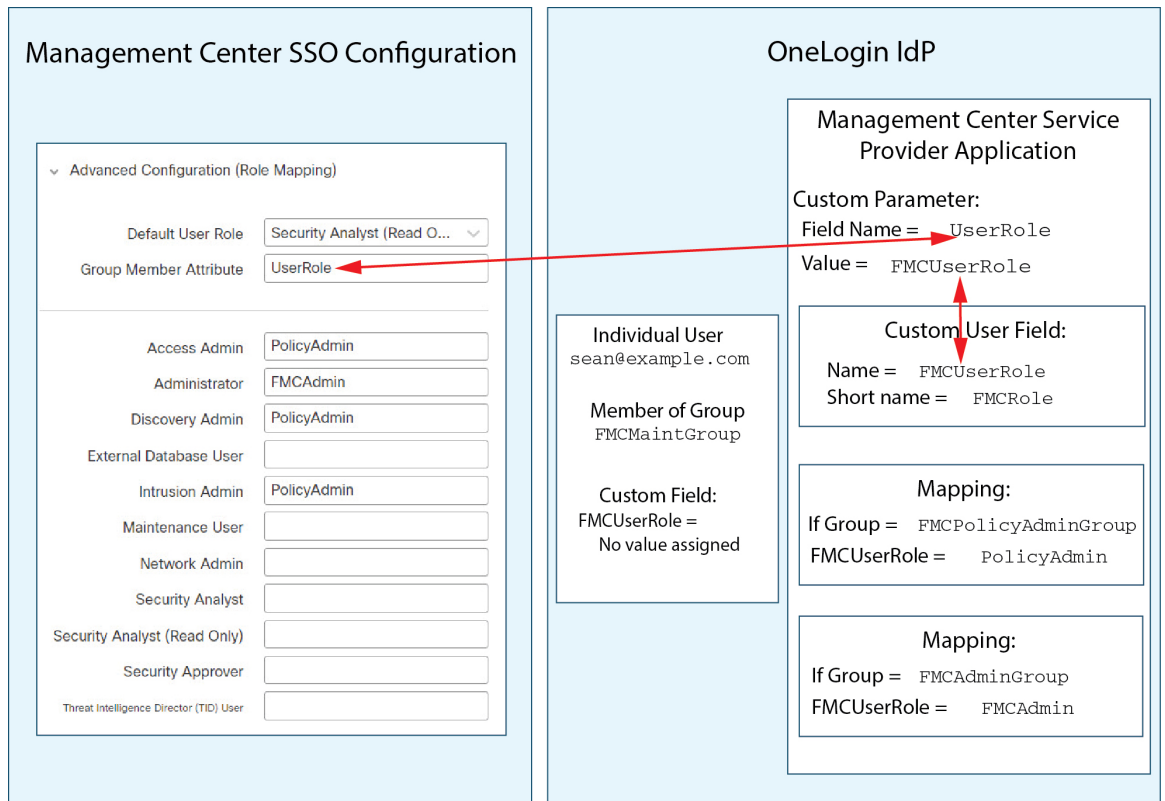 Management Center SSO Configuration
Advanced Configuration (Role Mapping)
Default User Role Security Analyst (Read O...
Group Member Attribute UserRole
Access Admin PolicyAdmin
Administrator FMCAdmin
Discovery Admin PolicyAdmin
External Database User
Intrusion Admin PolicyAdmin
Maintenance User
Network Admin
Security Analyst
Security Analyst (Read Only)
Security Approver
Threat Intelligence Director (TID) User
OneLogin IdP
Individual User
sean@example.com
Member of Group
FMCMaintGroup
Custom Field:
FMCUserRole =
No value assigned
Management Center Service
Provider Application
Custom Parameter:
Field Name = UserRole
Value = FMCUserRole
Custom User Field:
Name = FMCUserRole
Short name = FMCRole
Mapping:
If Group = FMCPolicyAdminGroup
FMCUserRole = PolicyAdmin
Mapping:
If Group = FMCAdminGroup
FMCUserRole = FMCAdmin